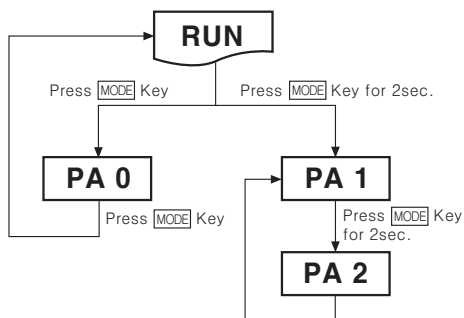 RUN
Press MODE Key
Press MODE Key for 2sec.
PA 0
PA 1
Press MODE Key
Press MODE Key
for 2sec.
PA 2